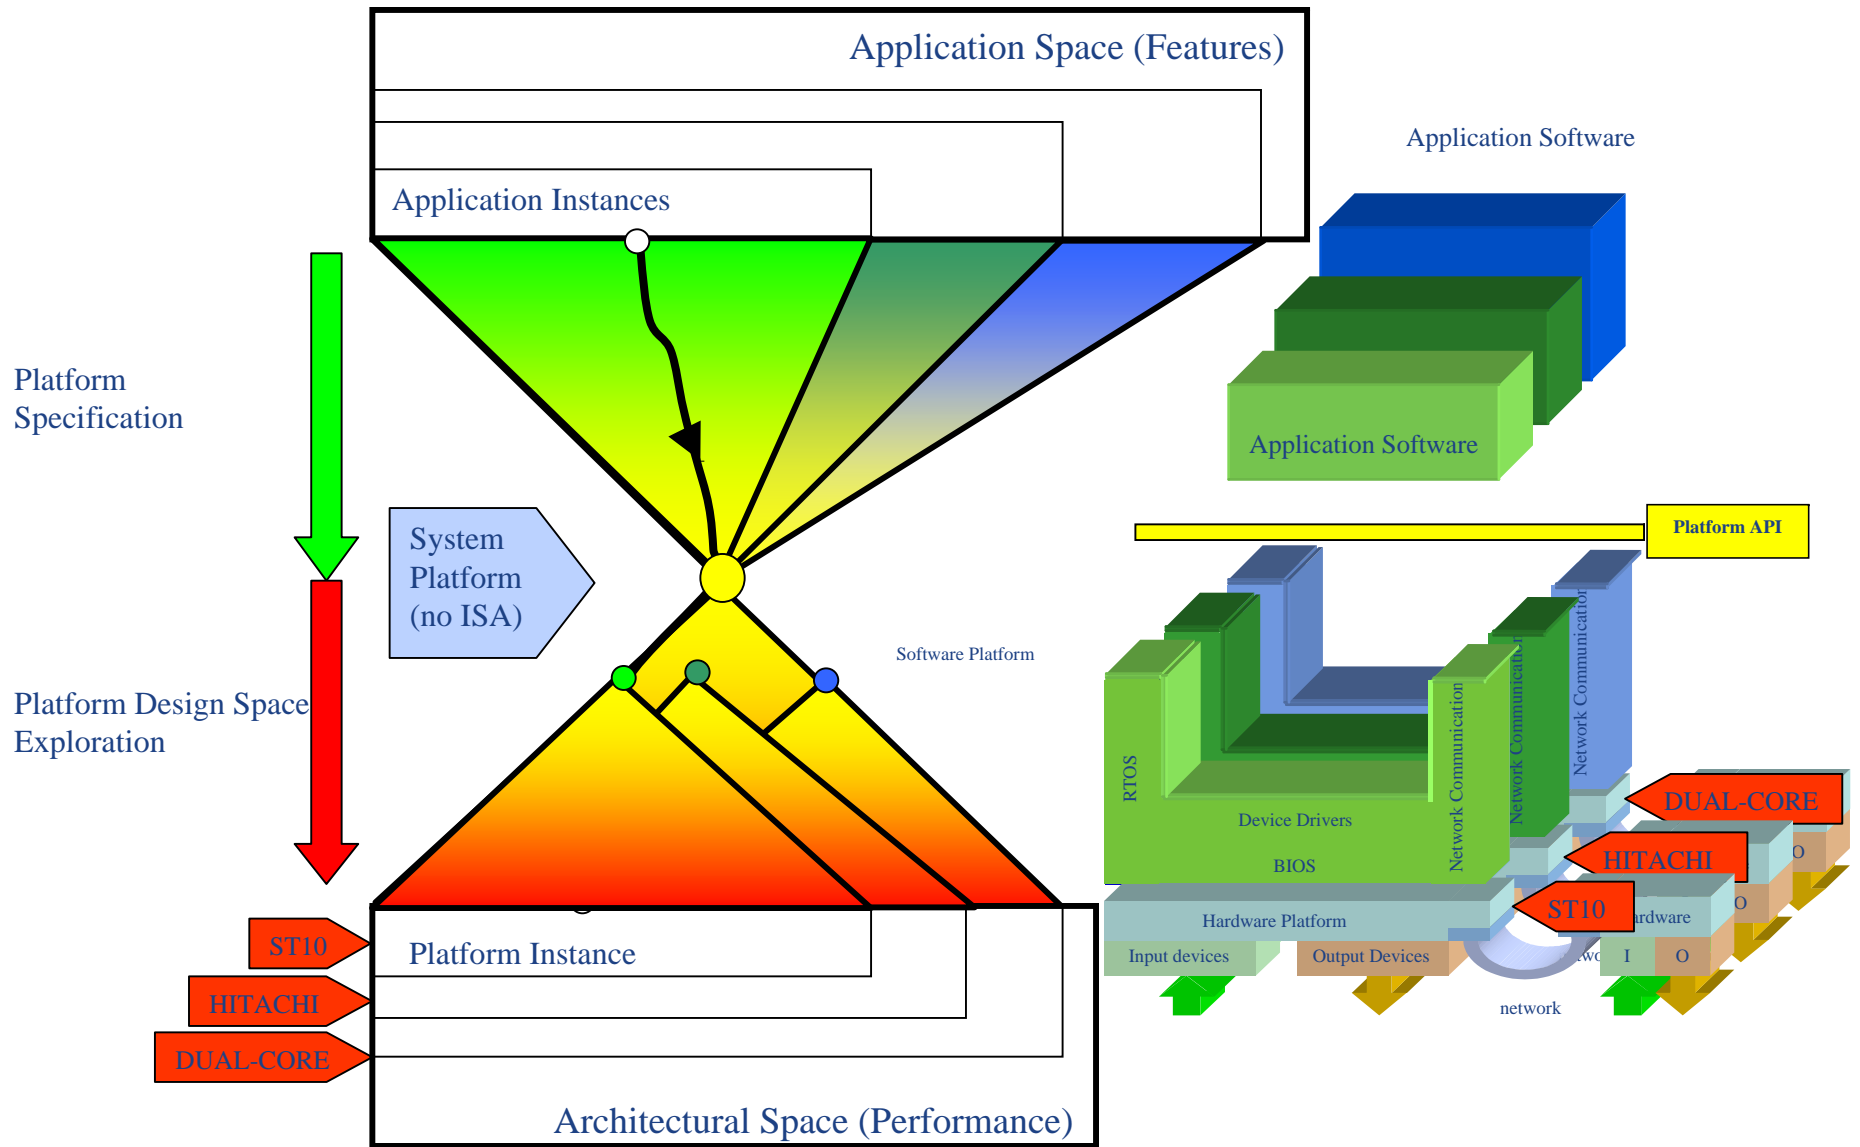 Application Space (Features)
Application Instances
Platform
Specification
System
Platform
(no ISA)
Platform Design Space
Exploration
ST10
HITACHI
DUAL-CORE
Platform Instance
Architectural Space (Performance)
Application Software
Application Software
Platform API
Software Platform
RTOS
Device Drivers
BIOS
Network Communication
Network Communication
Network Communication
DUAL-CORE
HITACHI
ST10
Hardware Platform
Input devices
Output Devices
I
O
O
O
network